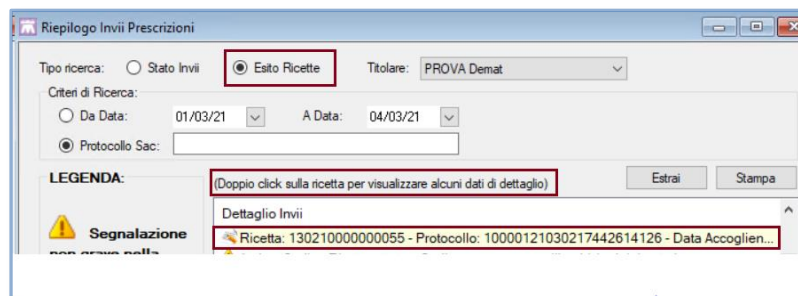 Riepilogo Invii Prescrizioni
Tipo ricerca: Stato Invii Esito Ricette Titolare: PROVA Demat
Criteri di Ricerca:
Da Data: 01/03/21 A Data: 04/03/21
Protocollo Sac:
LEGENDA: (Doppio click sulla ricetta per visualizzare alcuni dati di dettaglio) Estrai Stampa
Dettaglio Invii
Segnalazione Ricetta: 130210000000055 - Protocollo: 10000121030217442614126 - Data Accoglien...
non grave nella